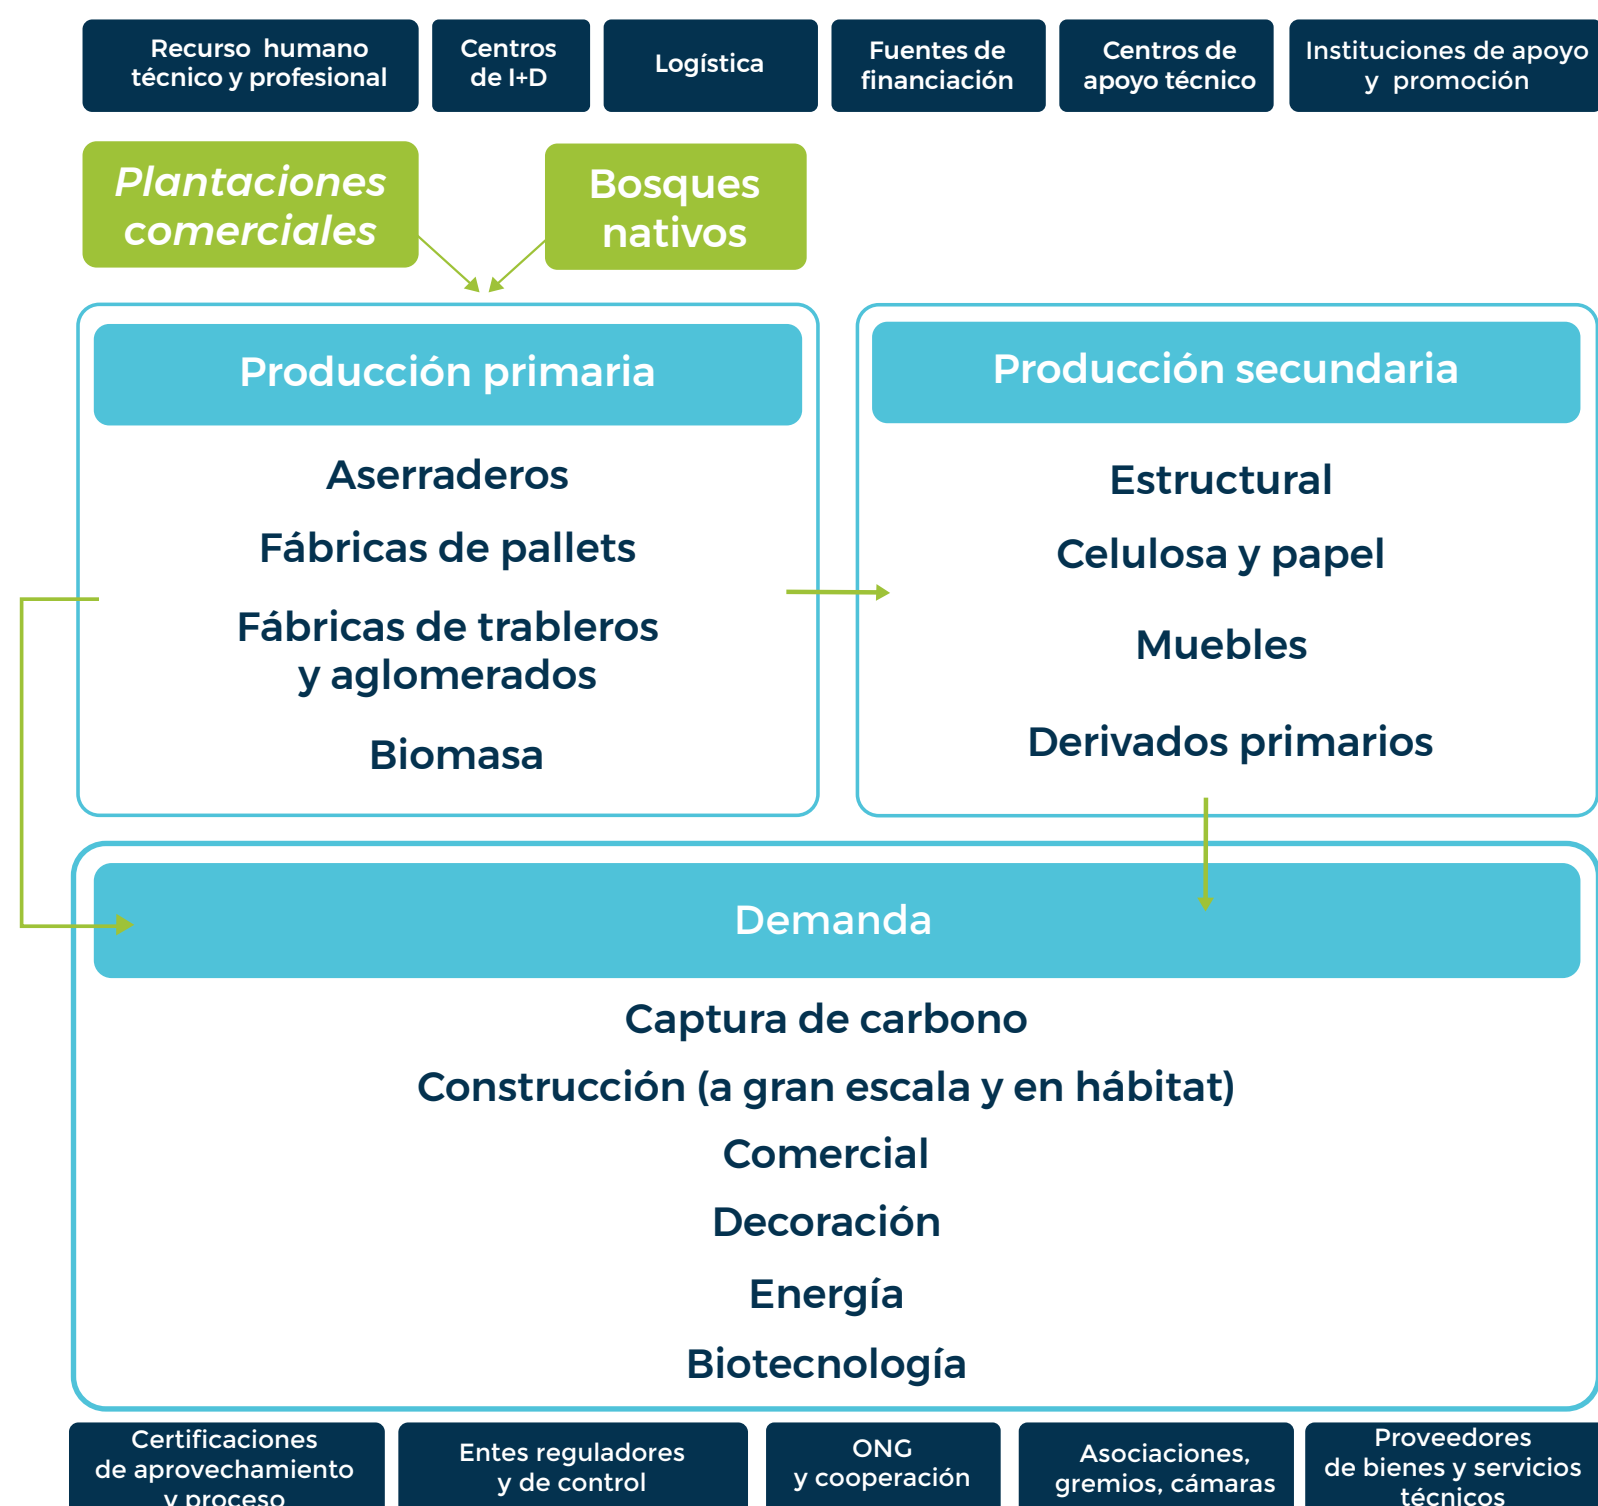 Recurso humano
técnico y profesional
Centros
de I+D
Logística
Fuentes de
financiación
Centros de
apoyo técnico
Instituciones de apoyo
y promoción
Plantaciones
comerciales
Bosques
nativos
Producción primaria
Aserraderos
Fábricas de pallets
Fábricas de trableros
y aglomerados
Biomasa
Producción secundaria
Estructural
Celulosa y papel
Muebles
Derivados primarios
Demanda
Captura de carbono
Construcción (a gran escala y en hábitat)
Comercial
Decoración
Energía
Biotecnología
Certificaciones
de aprovechamiento
y proceso
Entes reguladores
y de control
ONG
y cooperación
Asociaciones,
gremios, cámaras
Proveedores
de bienes y servicios
técnicos